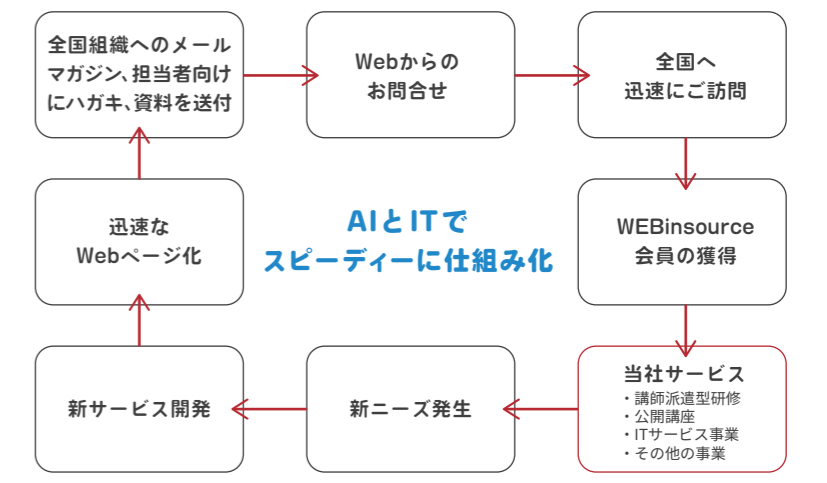 全国組織へのメール
マガジン、担当者向け
にハガキ、資料を送付
Webからの
お問合せ
全国へ
迅速にご訪問
WEBinsource
会員の獲得
当社サービス
・講師派遣型研修
・公開講座
・ITサービス事業
・その他の事業
新ニーズ発生
新サービス開発
迅速な
Webページ化
AIとITで
スピーディーに仕組み化